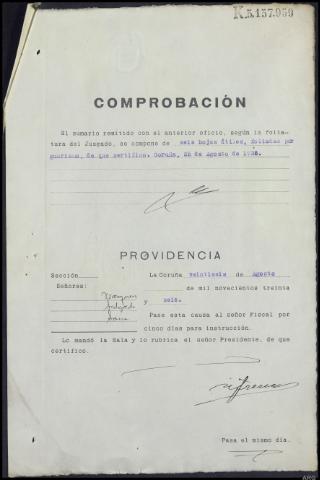 K.5.157.959
COMPROBACIÓN
El sumario remitido con el anterior oficio, según la folia-
tura del Juzgado, se compone de seis hojas útiles, foliadas por
guarismo, de que certifico. Coruña, 26 de Agosto de 1936.
PROVIDENCIA
Sección
Señores:
La Coruña veintiseis de Agosto
de mil novecientos treinta
y seis.
Pase esta causa al señor Fiscal por
cinco días para instrucción.
Lo mandó la Sala y lo rubrica el señor Presidente, de que
certifico.
Pasa el mismo día.